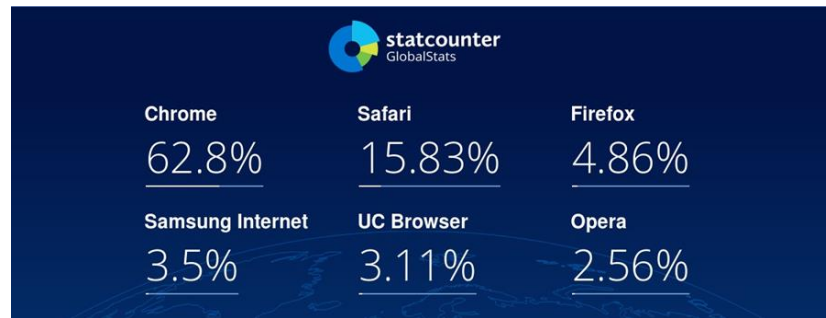 statcounter
GlobalStats
Chrome Safari Firefox
62.8% 15.83% 4.86%
Samsung Internet UC Browser Opera
3.5% 3.11% 2.56%